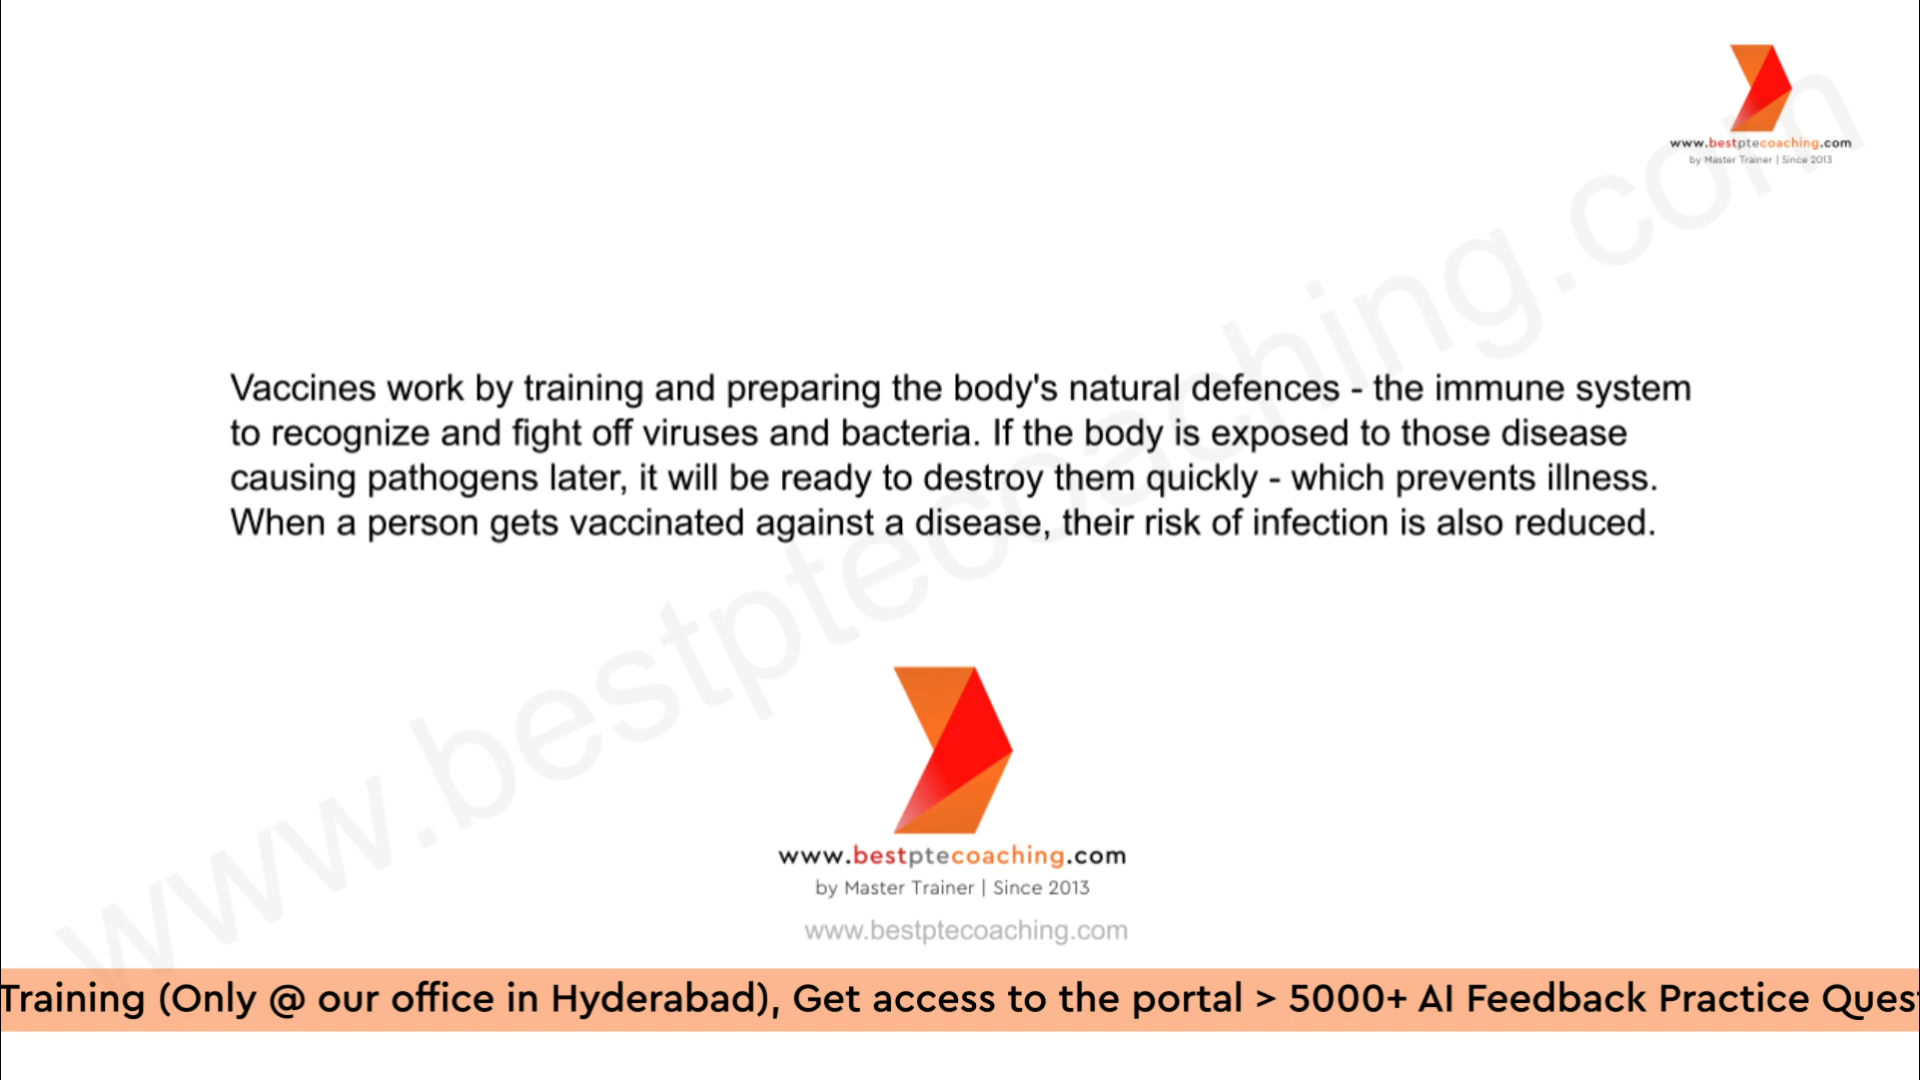 www.bestptecoaching.com
by Master Trainer | Since 2013
Vaccines work by training and preparing the body's natural defences - the immune system
to recognize and fight off viruses and bacteria. If the body is exposed to those disease
causing pathogens later, it will be ready to destroy them quickly - which prevents illness.
When a person gets vaccinated against a disease, their risk of infection is also reduced.
www.bestptecoaching.com
www.bestptecoaching.com
by Master Trainer | Since 2013
www.bestptecoaching.com
Training (Only @ our office in Hyderabad), Get access to the portal > 5000+ AI Feedback Practice